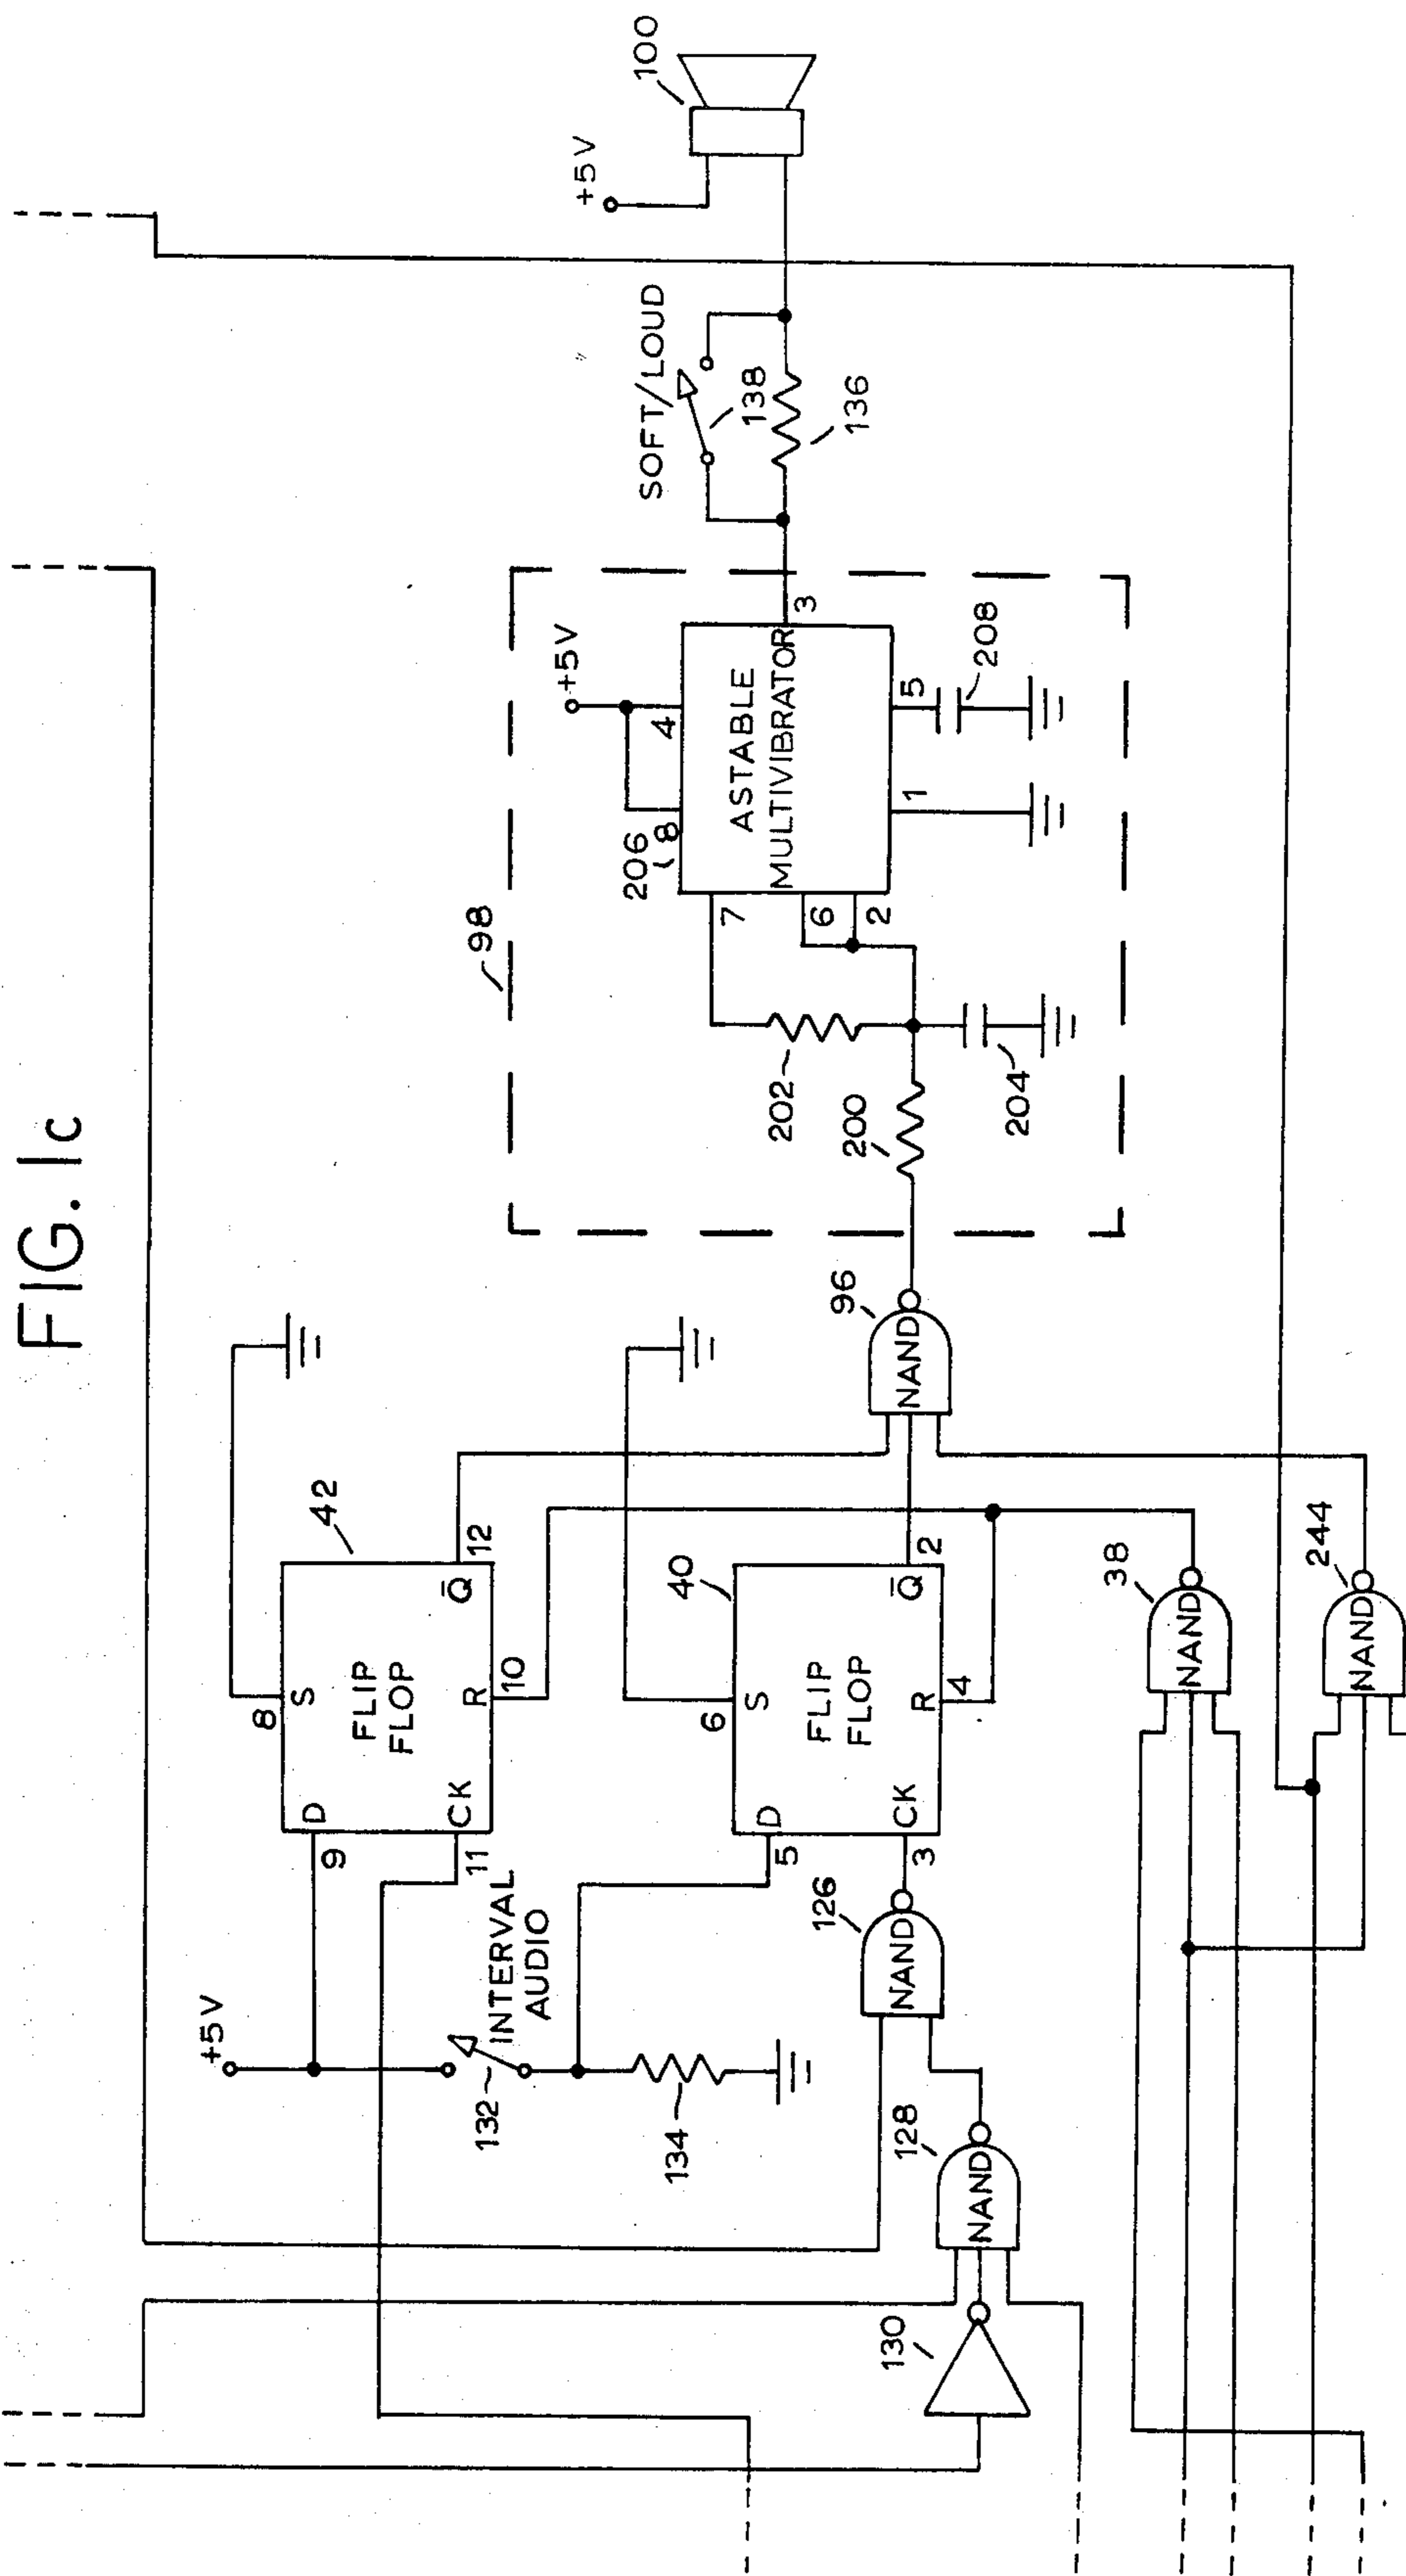 FIG. 1c
+5V
9
D
8
S
FLIP
FLOP
42
Q̄
12
CK
11
R
10
INTERVAL
AUDIO
132
134
5
D
6
S
FLIP
FLOP
40
Q̄
2
CK
3
R
4
126
NAND
128
NAND
130
38
NAND
244
NAND
96
NAND
98
200
202
204
7
6
2
206
8
4
+5V
ASTABLE
MULTIVIBRATOR
3
1
5
208
SOFT/LOUD
138
136
+5V
100